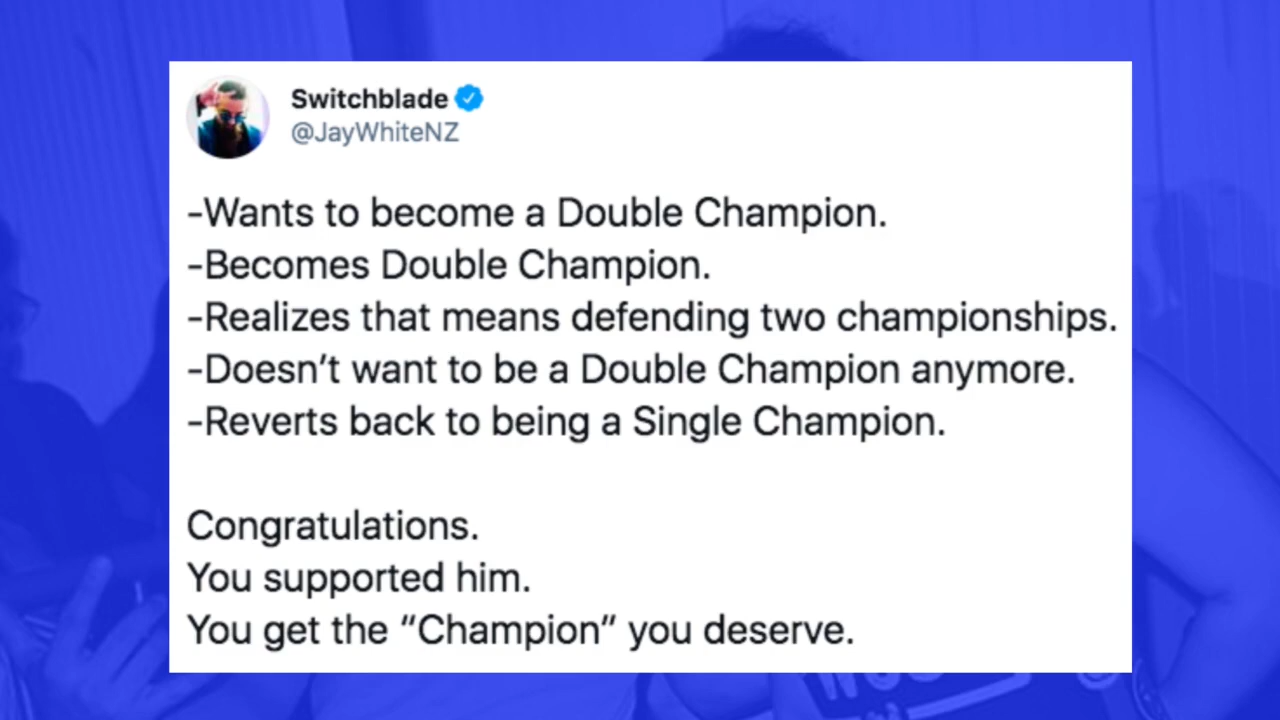 Switchblade
@JayWhiteNZ
-Wants to become a Double Champion.
-Becomes Double Champion.
-Realizes that means defending two championships.
-Doesn’t want to be a Double Champion anymore.
-Reverts back to being a Single Champion.
Congratulations.
You supported him.
You get the “Champion” you deserve.